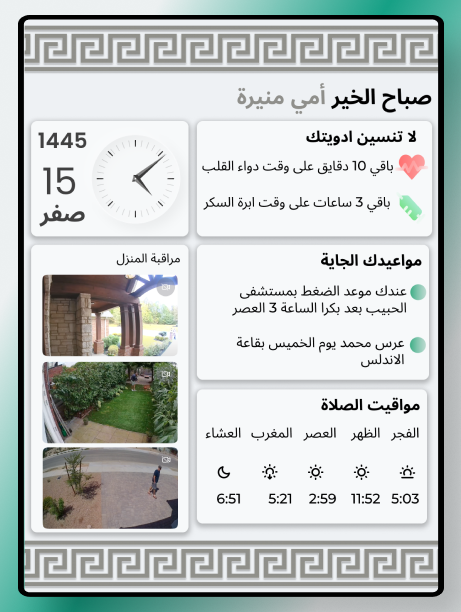 صباح الخير أمي منيرة
لا تنسين ادويتك
باقي 10 دقايق على وقت دواء القلب
باقي 3 ساعات على وقت ابرة السكر
1445
15
صفر
مواعيدك الجاية
عندك موعد الضغط بمستشفى
الحبيب بعد بكرا الساعة 3 العصر
عرس محمد يوم الخميس بقاعة
الاندلس
مراقبة المنزل
مواقيت الصلاة
الفجر الظهر العصر المغرب العشاء
5:03 11:52 2:59 5:21 6:51